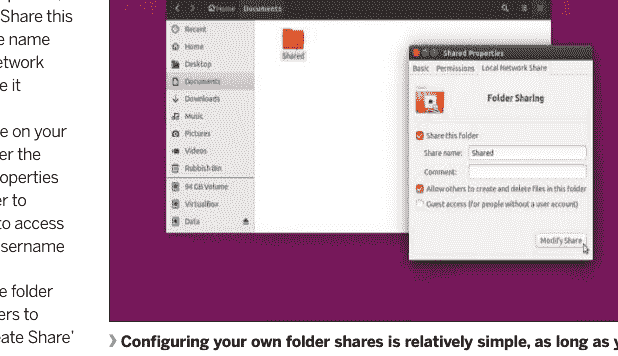 Share this
e name
etwork
e it
e on your
er the
operties
er to
to access
sername
e folder
ers to
eate Share'
Home Documents
Recent
Home
Desktop
Documents
Downloads
Music
Pictures
Videos
Rubbish Bin
94 GB Volume
VirtualBox
Data
Shared
Shared Properties
Basic Permissions Local Network Share
Folder Sharing
Share this folder
Share name: Shared
Comment:
Allow others to create and delete files in this folder
Guest access (for people without a user account)
Modify Share
Configuring your own folder shares is relatively simple, as long as y